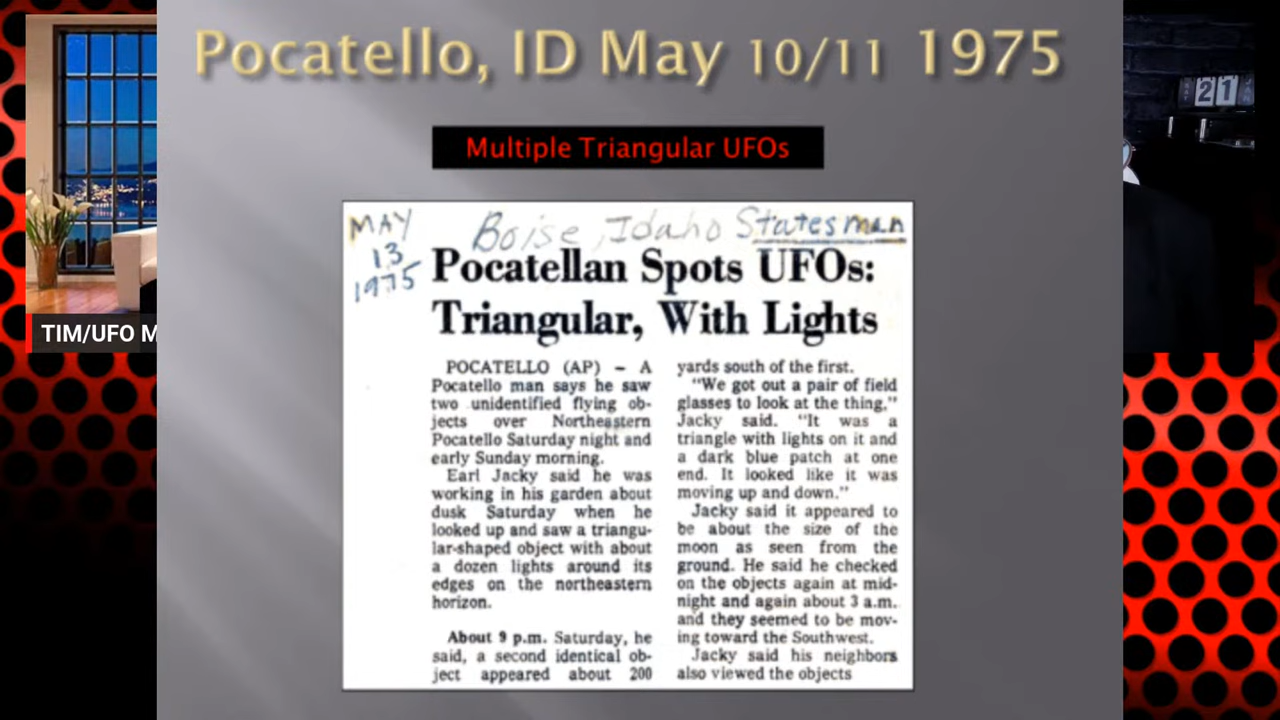 Pocatello, ID May 10/11 1975
Multiple Triangular UFOs
MAY
13
1975
Boise, Idaho Statesman
Pocatellan Spots UFOs:
Triangular, With Lights
POCATELLO (AP) — A
Pocatello man says he saw
two unidentified flying ob-
jects over Northeastern
Pocatello Saturday night and
early Sunday morning.
Earl Jacky said he was
working in his garden about
dusk Saturday when he
looked up and saw a triangu-
lar-shaped object with about
a dozen lights around its
edges on the northeastern
horizon.
About 9 p.m. Saturday, he
said, a second identical ob-
ject appeared about 200
yards south of the first.
"We got out a pair of field
glasses to look at the thing,"
Jacky said. "It was a
triangle with lights on it and
a dark blue patch at one
end. It looked like it was
moving up and down."
Jacky said it appeared to
be about the size of the
moon as seen from the
ground. He said he checked
on the objects again at mid-
night and again about 3 a.m.
and they seemed to be mov-
ing toward the Southwest.
Jacky said his neighbors
also viewed the objects
TIM/UFO M
21